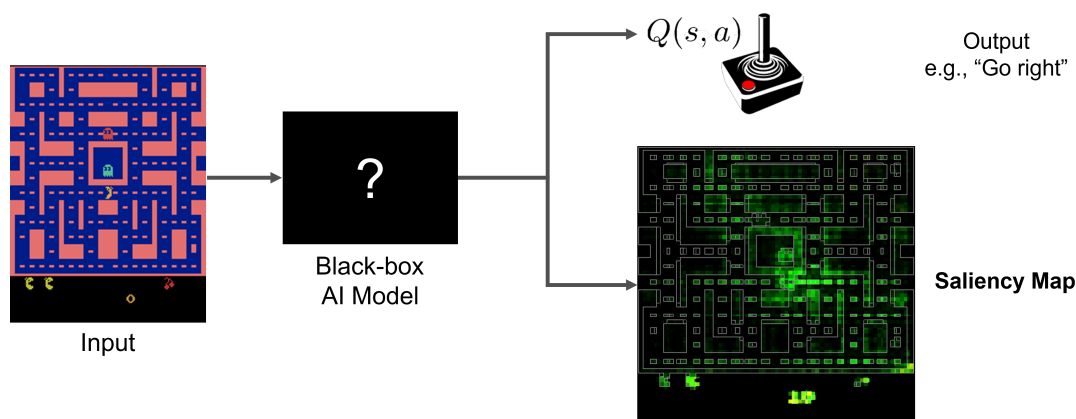 Input
?
Black-box
AI Model
Q(s, a)
Output
e.g., “Go right”
Saliency Map